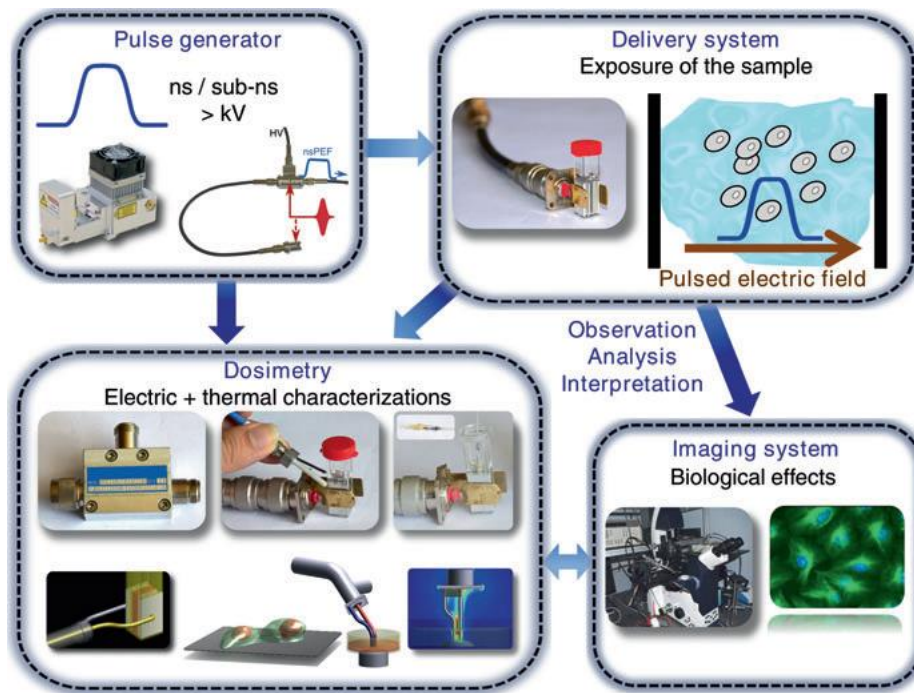 Pulse generator
ns / sub-ns
> kV
HV
nsPEF
Delivery system
Exposure of the sample
Pulsed electric field
Observation
Analysis
Interpretation
Dosimetry
Electric + thermal characterizations
Imaging system
Biological effects